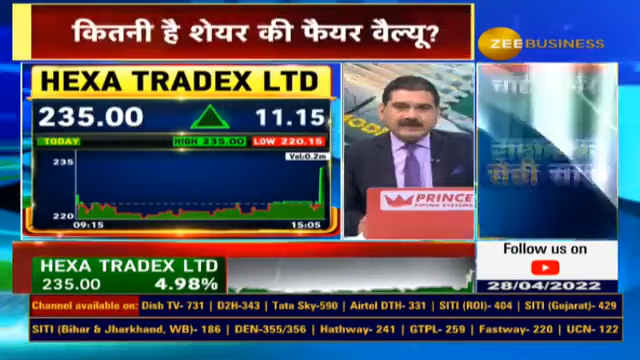 कितनी है शेयर की फैयर वैल्यू?
ZEE BUSINESS
HEXA TRADEX LTD
235.00 11.15
TODAY HIGH 235.00 LOW 220.15
Vol:0.2m
235
220
09:15 15:05
PRINCE
PIPING SYSTEMS
Follow us on
28/04/2022
HEXA TRADEX LTD
235.00 4.98%
Channel available on: Dish TV- 731 | D2H-343 | Tata Sky-590 | Airtel DTH- 331 | SITI (ROI)- 404 | SITI (Gujarat)- 429
SITI (Bihar & Jharkhand, WB)- 186 | DEN-355/356 | Hathway- 241 | GTPL- 259 | Fastway- 220 | UCN- 122